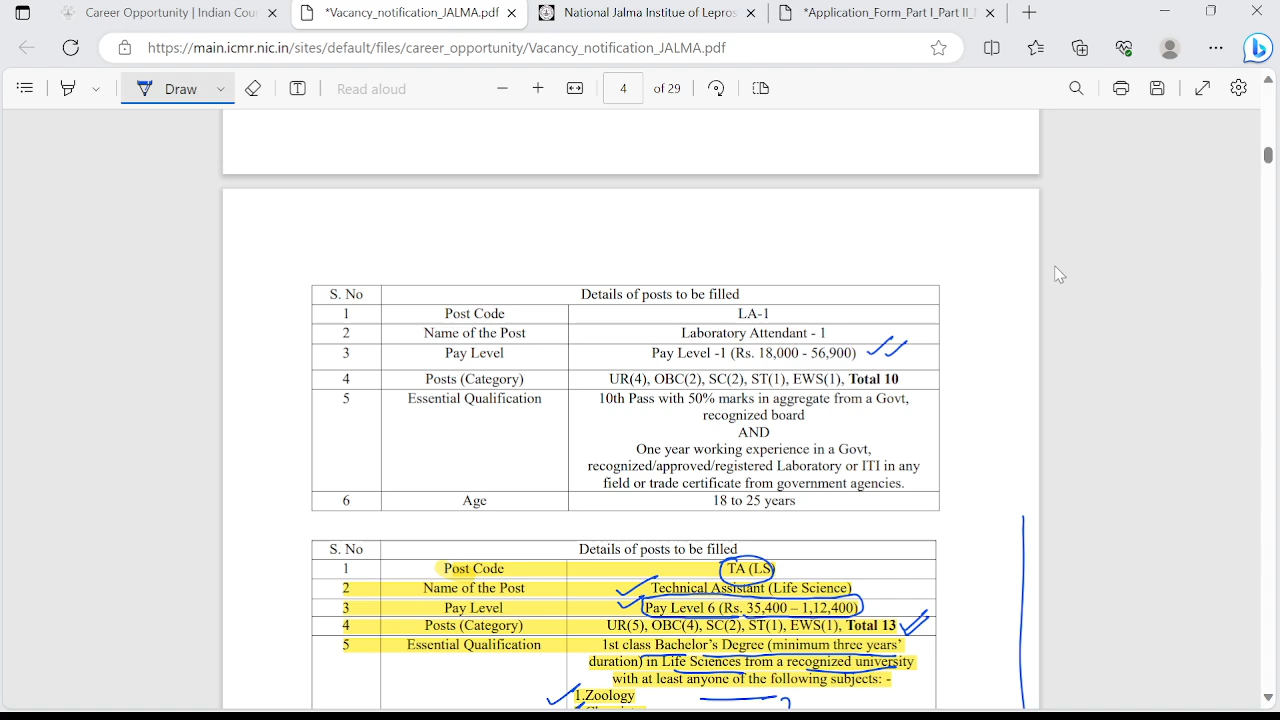 Career Opportunity | Indian Cou
*Vacancy_notification_JALMA.pdf
National Jalma Institue of Lepros
*Application_Form_Part I_Part II_I
https://main.icmr.nic.in/sites/default/files/career_opportunity/Vacancy_notification_JALMA.pdf
Draw
Read aloud
4 of 29
S. No Details of posts to be filled
1 Post Code LA-1
2 Name of the Post Laboratory Attendant - 1
3 Pay Level Pay Level -1 (Rs. 18,000 - 56,900)
4 Posts (Category) UR(4), OBC(2), SC(2), ST(1), EWS(1), Total 10
5 Essential Qualification 10th Pass with 50% marks in aggregate from a Govt,
recognized board
AND
One year working experience in a Govt,
recognized/approved/registered Laboratory or ITI in any
field or trade certificate from government agencies.
6 Age 18 to 25 years
S. No Details of posts to be filled
1 Post Code TA (LS)
2 Name of the Post Technical Assistant (Life Science)
3 Pay Level Pay Level 6 (Rs. 35,400 – 1,12,400)
4 Posts (Category) UR(5), OBC(4), SC(2), ST(1), EWS(1), Total 13
5 Essential Qualification 1st class Bachelor's Degree (minimum three years'
duration) in Life Sciences from a recognized university
with at least anyone of the following subjects: -
1.Zoology